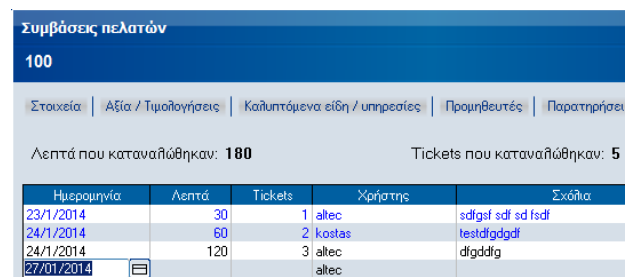 Συμβάσεις πελατών
100
Στοιχεία | Αξία / Τιμολογήσεις | Καλυπτόμενα είδη / υπηρεσίες | Προμηθευτές | Παρατηρήσει
Λεπτά που καταναλώθηκαν: 180 Tickets που καταναλώθηκαν: 5
Ημερομηνία Λεπτά Tickets Χρήστης Σχόλια
23/1/2014 30 1 altec sdfgsf sdf sd fsdf
24/1/2014 60 2 kostas testdfgdgdf
24/1/2014 120 3 altec dfgddfg
27/01/2014 altec